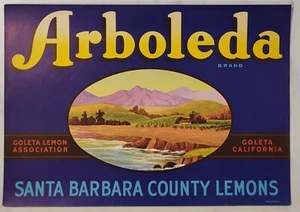 Arboleda
BRAND
GOLETA LEMON
ASSOCIATION
GOLETA
CALIFORNIA
SANTA BARBARA COUNTY LEMONS